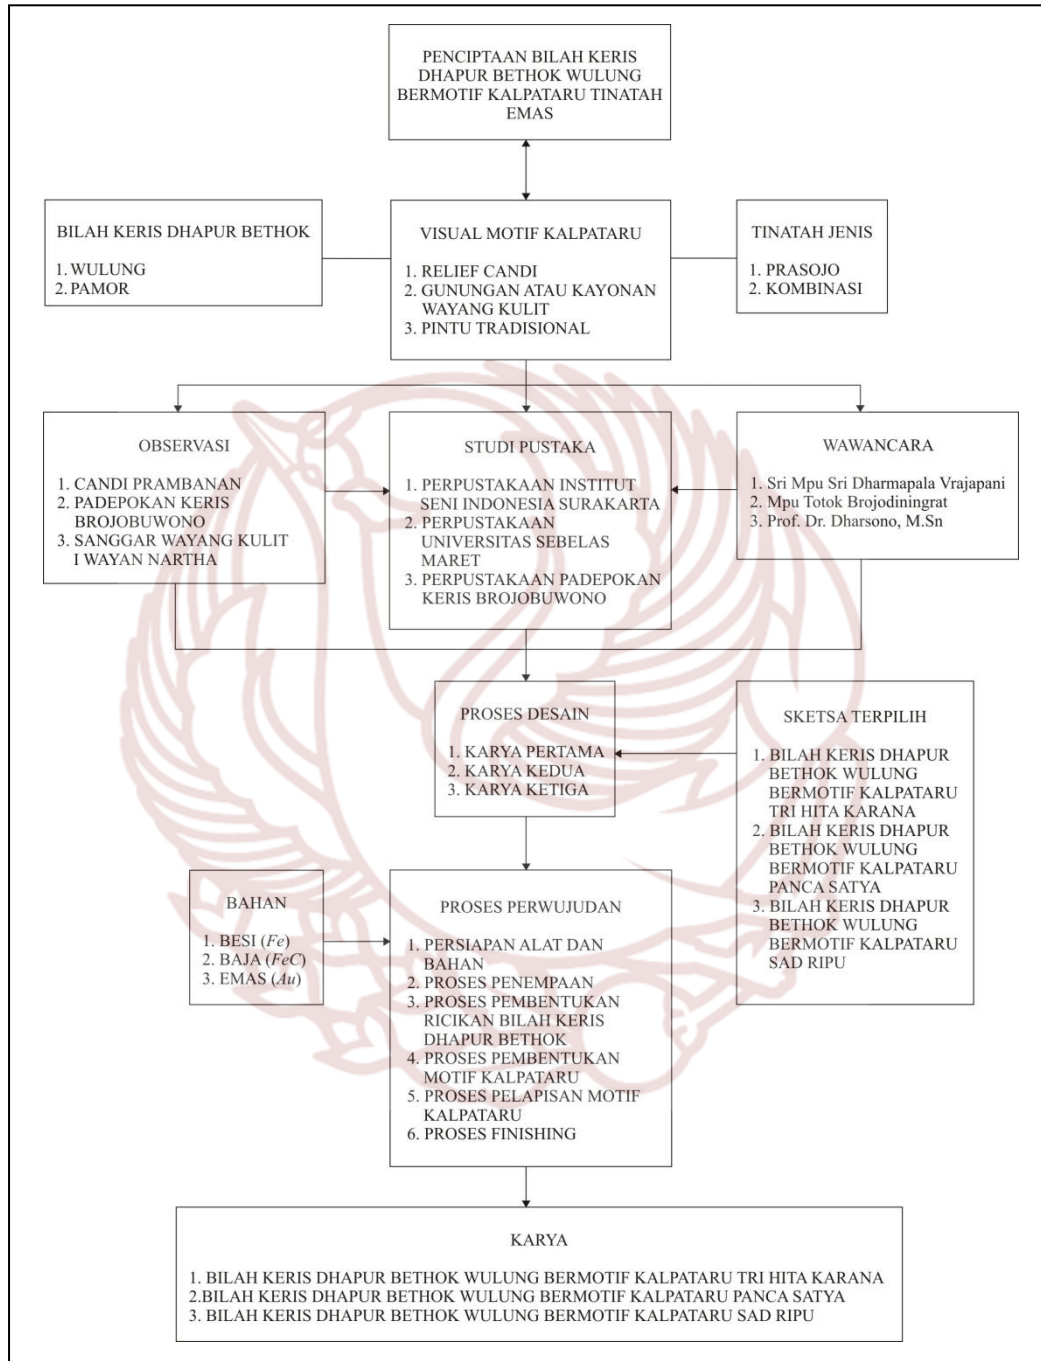 PENCIPTAAN BILAH KERIS
DHAPUR BETHOK WULUNG
BERMOTIF KALPATARU TINATAH
EMAS
BILAH KERIS DHAPUR BETHOK
1. WULUNG
2. PAMOR
VISUAL MOTIF KALPATARU
1. RELIEF CANDI
2. GUNUNGAN ATAU KAYONAN
WAYANG KULIT
3. PINTU TRADISIONAL
TINATAH JENIS
1. PRASOJO
2. KOMBINASI
OBSERVASI
1. CANDI PRAMBANAN
2. PADEPOKAN KERIS
BROJOBUWONO
3. SANGGAR WAYANG KULIT
I WAYAN NARTHA
STUDI PUSTAKA
1. PERPUSTAKAAN INSTITUT
SENI INDONESIA SURAKARTA
2. PERPUSTAKAAN
UNIVERSITAS SEBELAS
MARET
3. PERPUSTAKAAN PADEPOKAN
KERIS BROJOBUWONO
WAWANCARA
1. Sri Mpu Sri Dharmapala Vrajapani
2. Mpu Totok Brojodiningrat
3. Prof. Dr. Dharsono, M.Sn
PROSES DESAIN
1. KARYA PERTAMA
2. KARYA KEDUA
3. KARYA KETIGA
SKETSA TERPILIH
1. BILAH KERIS DHAPUR
BETHOK WULUNG
BERMOTIF KALPATARU
TRI HITA KARANA
2. BILAH KERIS DHAPUR
BETHOK WULUNG
BERMOTIF KALPATARU
PANCA SATYA
3. BILAH KERIS DHAPUR
BETHOK WULUNG
BERMOTIF KALPATARU
SAD RIPU
BAHAN
1. BESI (Fe)
2. BAJA (FeC)
3. EMAS (Au)
PROSES PERWUJUDAN
1. PERSIAPAN ALAT DAN
BAHAN
2. PROSES PENEMPAAN
3. PROSES PEMBENTUKAN
RICIKAN BILAH KERIS
DHAPUR BETHOK
4. PROSES PEMBENTUKAN
MOTIF KALPATARU
5. PROSES PELAPISAN MOTIF
KALPATARU
6. PROSES FINISHING
KARYA
1. BILAH KERIS DHAPUR BETHOK WULUNG BERMOTIF KALPATARU TRI HITA KARANA
2.BILAH KERIS DHAPUR BETHOK WULUNG BERMOTIF KALPATARU PANCA SATYA
3. BILAH KERIS DHAPUR BETHOK WULUNG BERMOTIF KALPATARU SAD RIPU